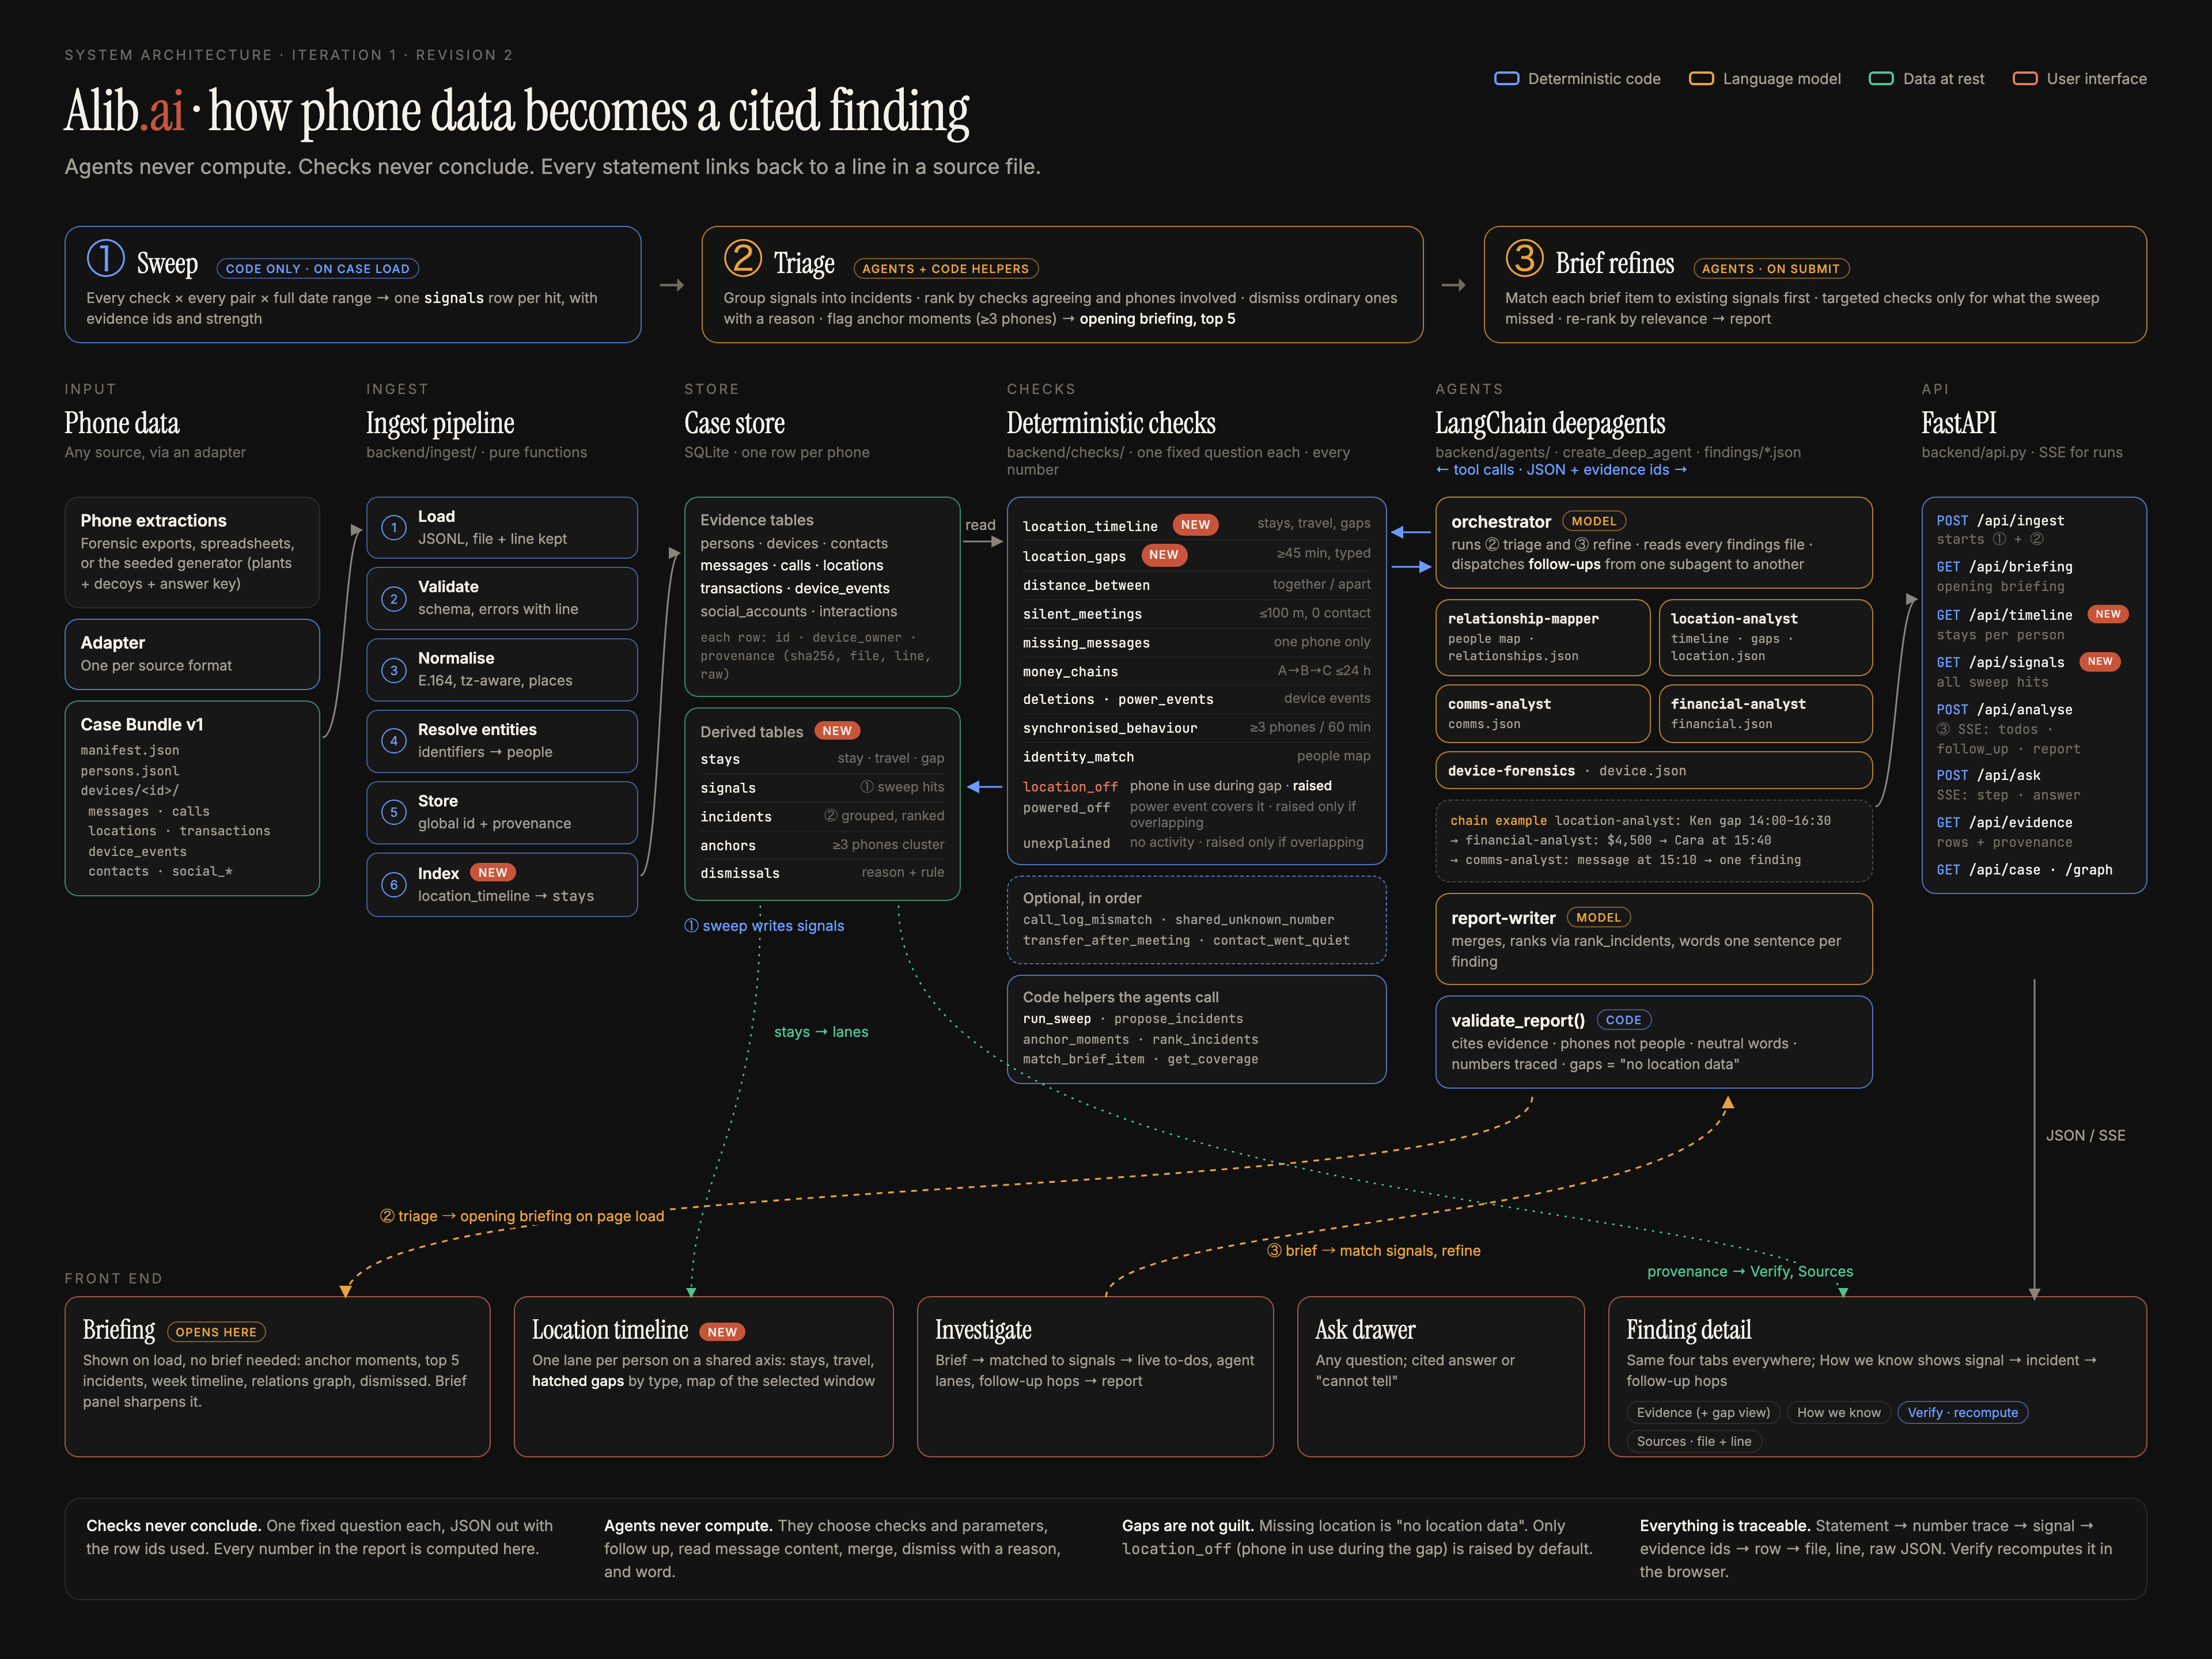 SYSTEM ARCHITECTURE · ITERATION 1 · REVISION 2
Alib.ai · how phone data becomes a cited finding
Agents never compute. Checks never conclude. Every statement links back to a line in a source file.
Deterministic code
Language model
Data at rest
User interface
① Sweep CODE ONLY · ON CASE LOAD
Every check × every pair × full date range → one signals row per hit, with
evidence ids and strength
→
② Triage AGENTS + CODE HELPERS
Group signals into incidents · rank by checks agreeing and phones involved · dismiss ordinary ones
with a reason · flag anchor moments (≥3 phones) → opening briefing, top 5
→
③ Brief refines AGENTS · ON SUBMIT
Match each brief item to existing signals first · targeted checks only for what the sweep
missed · re-rank by relevance → report
INPUT
Phone data
Any source, via an adapter
Phone extractions
Forensic exports, spreadsheets,
or the seeded generator (plants
+ decoys + answer key)
Adapter
One per source format
Case Bundle v1
manifest.json
persons.jsonl
devices/<id>/
messages · calls
locations · transactions
device_events
contacts · social_*
INGEST
Ingest pipeline
backend/ingest/ · pure functions
1 Load
JSONL, file + line kept
2 Validate
schema, errors with line
3 Normalise
E.164, tz-aware, places
4 Resolve entities
identifiers → people
5 Store
global id + provenance
6 Index NEW
location_timeline → stays
STORE
Case store
SQLite · one row per phone
Evidence tables
persons · devices · contacts
messages · calls · locations
transactions · device_events
social_accounts · interactions
each row: id · device_owner ·
provenance (sha256, file, line,
raw)
Derived tables NEW
stays stay · travel · gap
signals ① sweep hits
incidents ② grouped, ranked
anchors ≥3 phones cluster
dismissals reason + rule
① sweep writes signals
read
CHECKS
Deterministic checks
backend/checks/ · one fixed question each · every
number
location_timeline NEW stays, travel, gaps
location_gaps NEW ≥45 min, typed
distance_between together / apart
silent_meetings ≤100 m, 0 contact
missing_messages one phone only
money_chains A→B→C ≤24 h
deletions · power_events device events
synchronised_behaviour ≥3 phones / 60 min
identity_match people map
location_off phone in use during gap · raised
powered_off power event covers it · raised only if
overlapping
unexplained no activity · raised only if overlapping
Optional, in order
call_log_mismatch · shared_unknown_number
transfer_after_meeting · contact_went_quiet
Code helpers the agents call
run_sweep · propose_incidents
anchor_moments · rank_incidents
match_brief_item · get_coverage
AGENTS
LangChain deepagents
backend/agents/ · create_deep_agent · findings/*.json
← tool calls · JSON + evidence ids →
orchestrator MODEL
runs ② triage and ③ refine · reads every findings file ·
dispatches follow-ups from one subagent to another
relationship-mapper
people map ·
relationships.json
location-analyst
timeline · gaps ·
location.json
comms-analyst
comms.json
financial-analyst
financial.json
device-forensics · device.json
chain example location-analyst: Ken gap 14:00–16:30
→ financial-analyst: $4,500 → Cara at 15:40
→ comms-analyst: message at 15:10 → one finding
report-writer MODEL
merges, ranks via rank_incidents, words one sentence per
finding
validate_report() CODE
cites evidence · phones not people · neutral words ·
numbers traced · gaps = "no location data"
API
FastAPI
backend/api.py · SSE for runs
POST /api/ingest
starts ① + ②
GET /api/briefing
opening briefing
GET /api/timeline NEW
stays per person
GET /api/signals NEW
all sweep hits
POST /api/analyse
③ SSE: todos ·
follow_up · report
POST /api/ask
SSE: step · answer
GET /api/evidence
rows + provenance
GET /api/case · /graph
stays → lanes
JSON / SSE
② triage → opening briefing on page load
③ brief → match signals, refine
provenance → Verify, Sources
FRONT END
Briefing OPENS HERE
Shown on load, no brief needed: anchor moments, top 5
incidents, week timeline, relations graph, dismissed. Brief
panel sharpens it.
Location timeline NEW
One lane per person on a shared axis: stays, travel,
hatched gaps by type, map of the selected window
Investigate
Brief → matched to signals → live to-dos, agent
lanes, follow-up hops → report
Ask drawer
Any question; cited answer or
"cannot tell"
Finding detail
Same four tabs everywhere; How we know shows signal → incident →
follow-up hops
Evidence (+ gap view)
How we know
Verify · recompute
Sources · file + line
Checks never conclude. One fixed question each, JSON out with
the row ids used. Every number in the report is computed here.
Agents never compute. They choose checks and parameters,
follow up, read message content, merge, dismiss with a reason,
and word.
Gaps are not guilt. Missing location is "no location data". Only
location_off (phone in use during the gap) is raised by default.
Everything is traceable. Statement → number trace → signal →
evidence ids → row → file, line, raw JSON. Verify recomputes it in
the browser.